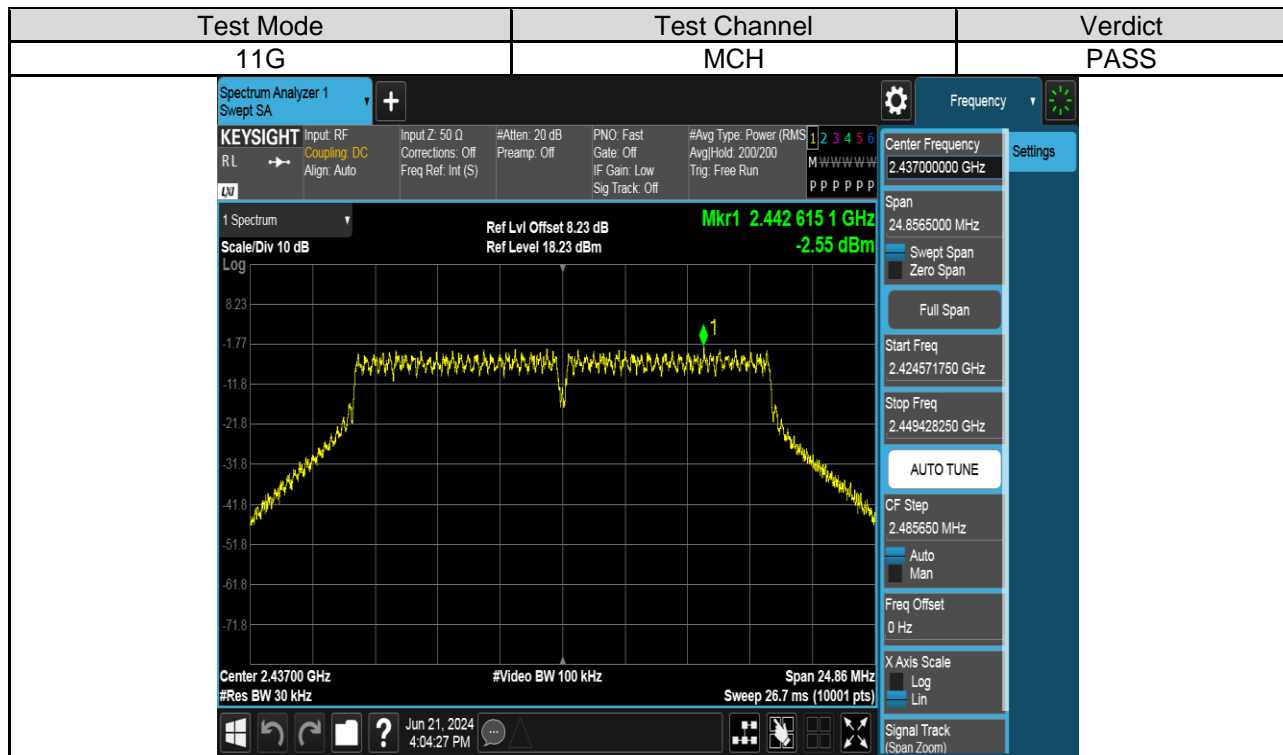 Test Mode Test Channel Verdict
11G MCH PASS
Spectrum Analyzer 1
Swept SA
+
Frequency
KEYSIGHT
RL
LXI
Input: RF
Coupling: DC
Align: Auto
Input Z: 50 Ω
Corrections: Off
Freq Ref: Int (S)
#Atten: 20 dB
Preamp: Off
PNO: Fast
Gate: Off
IF Gain: Low
Sig Track: Off
#Avg Type: Power (RMS
Avg|Hold: 200/200
Trig: Free Run
1 2 3 4 5 6
M W W W W W
P P P P P P
1 Spectrum
Scale/Div 10 dB
Ref Lvl Offset 8.23 dB
Ref Level 18.23 dBm
Mkr1 2.442 615 1 GHz
-2.55 dBm
Log
8.23
-1.77
-11.8
-21.8
-31.8
-41.8
-51.8
-61.8
-71.8
1
Center 2.43700 GHz
#Res BW 30 kHz
#Video BW 100 kHz
Span 24.86 MHz
Sweep 26.7 ms (10001 pts)
?
Jun 21, 2024
4:04:27 PM
Center Frequency
2.437000000 GHz
Settings
Span
24.8565000 MHz
Swept Span
Zero Span
Full Span
Start Freq
2.424571750 GHz
Stop Freq
2.449428250 GHz
AUTO TUNE
CF Step
2.485650 MHz
Auto
Man
Freq Offset
0 Hz
X Axis Scale
Log
Lin
Signal Track
(Span Zoom)